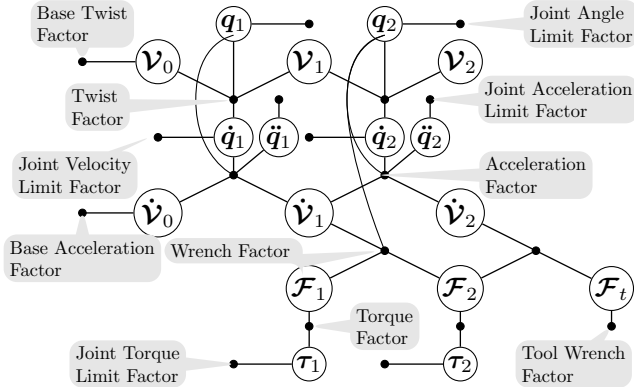 Base Twist
Factor
q₁
q₂
Joint Angle
Limit Factor
𝒱₀
𝒱₁
𝒱₂
Twist
Factor
Joint Acceleration
Limit Factor
q̇₁
q̈₁
q̇₂
q̈₂
Joint Velocity
Limit Factor
Acceleration
Factor
𝒱̇₀
𝒱̇₁
𝒱̇₂
Base Acceleration
Factor
Wrench Factor
ℱ₁
ℱ₂
ℱₜ
Torque
Factor
Joint Torque
Limit Factor
τ₁
τ₂
Tool Wrench
Factor